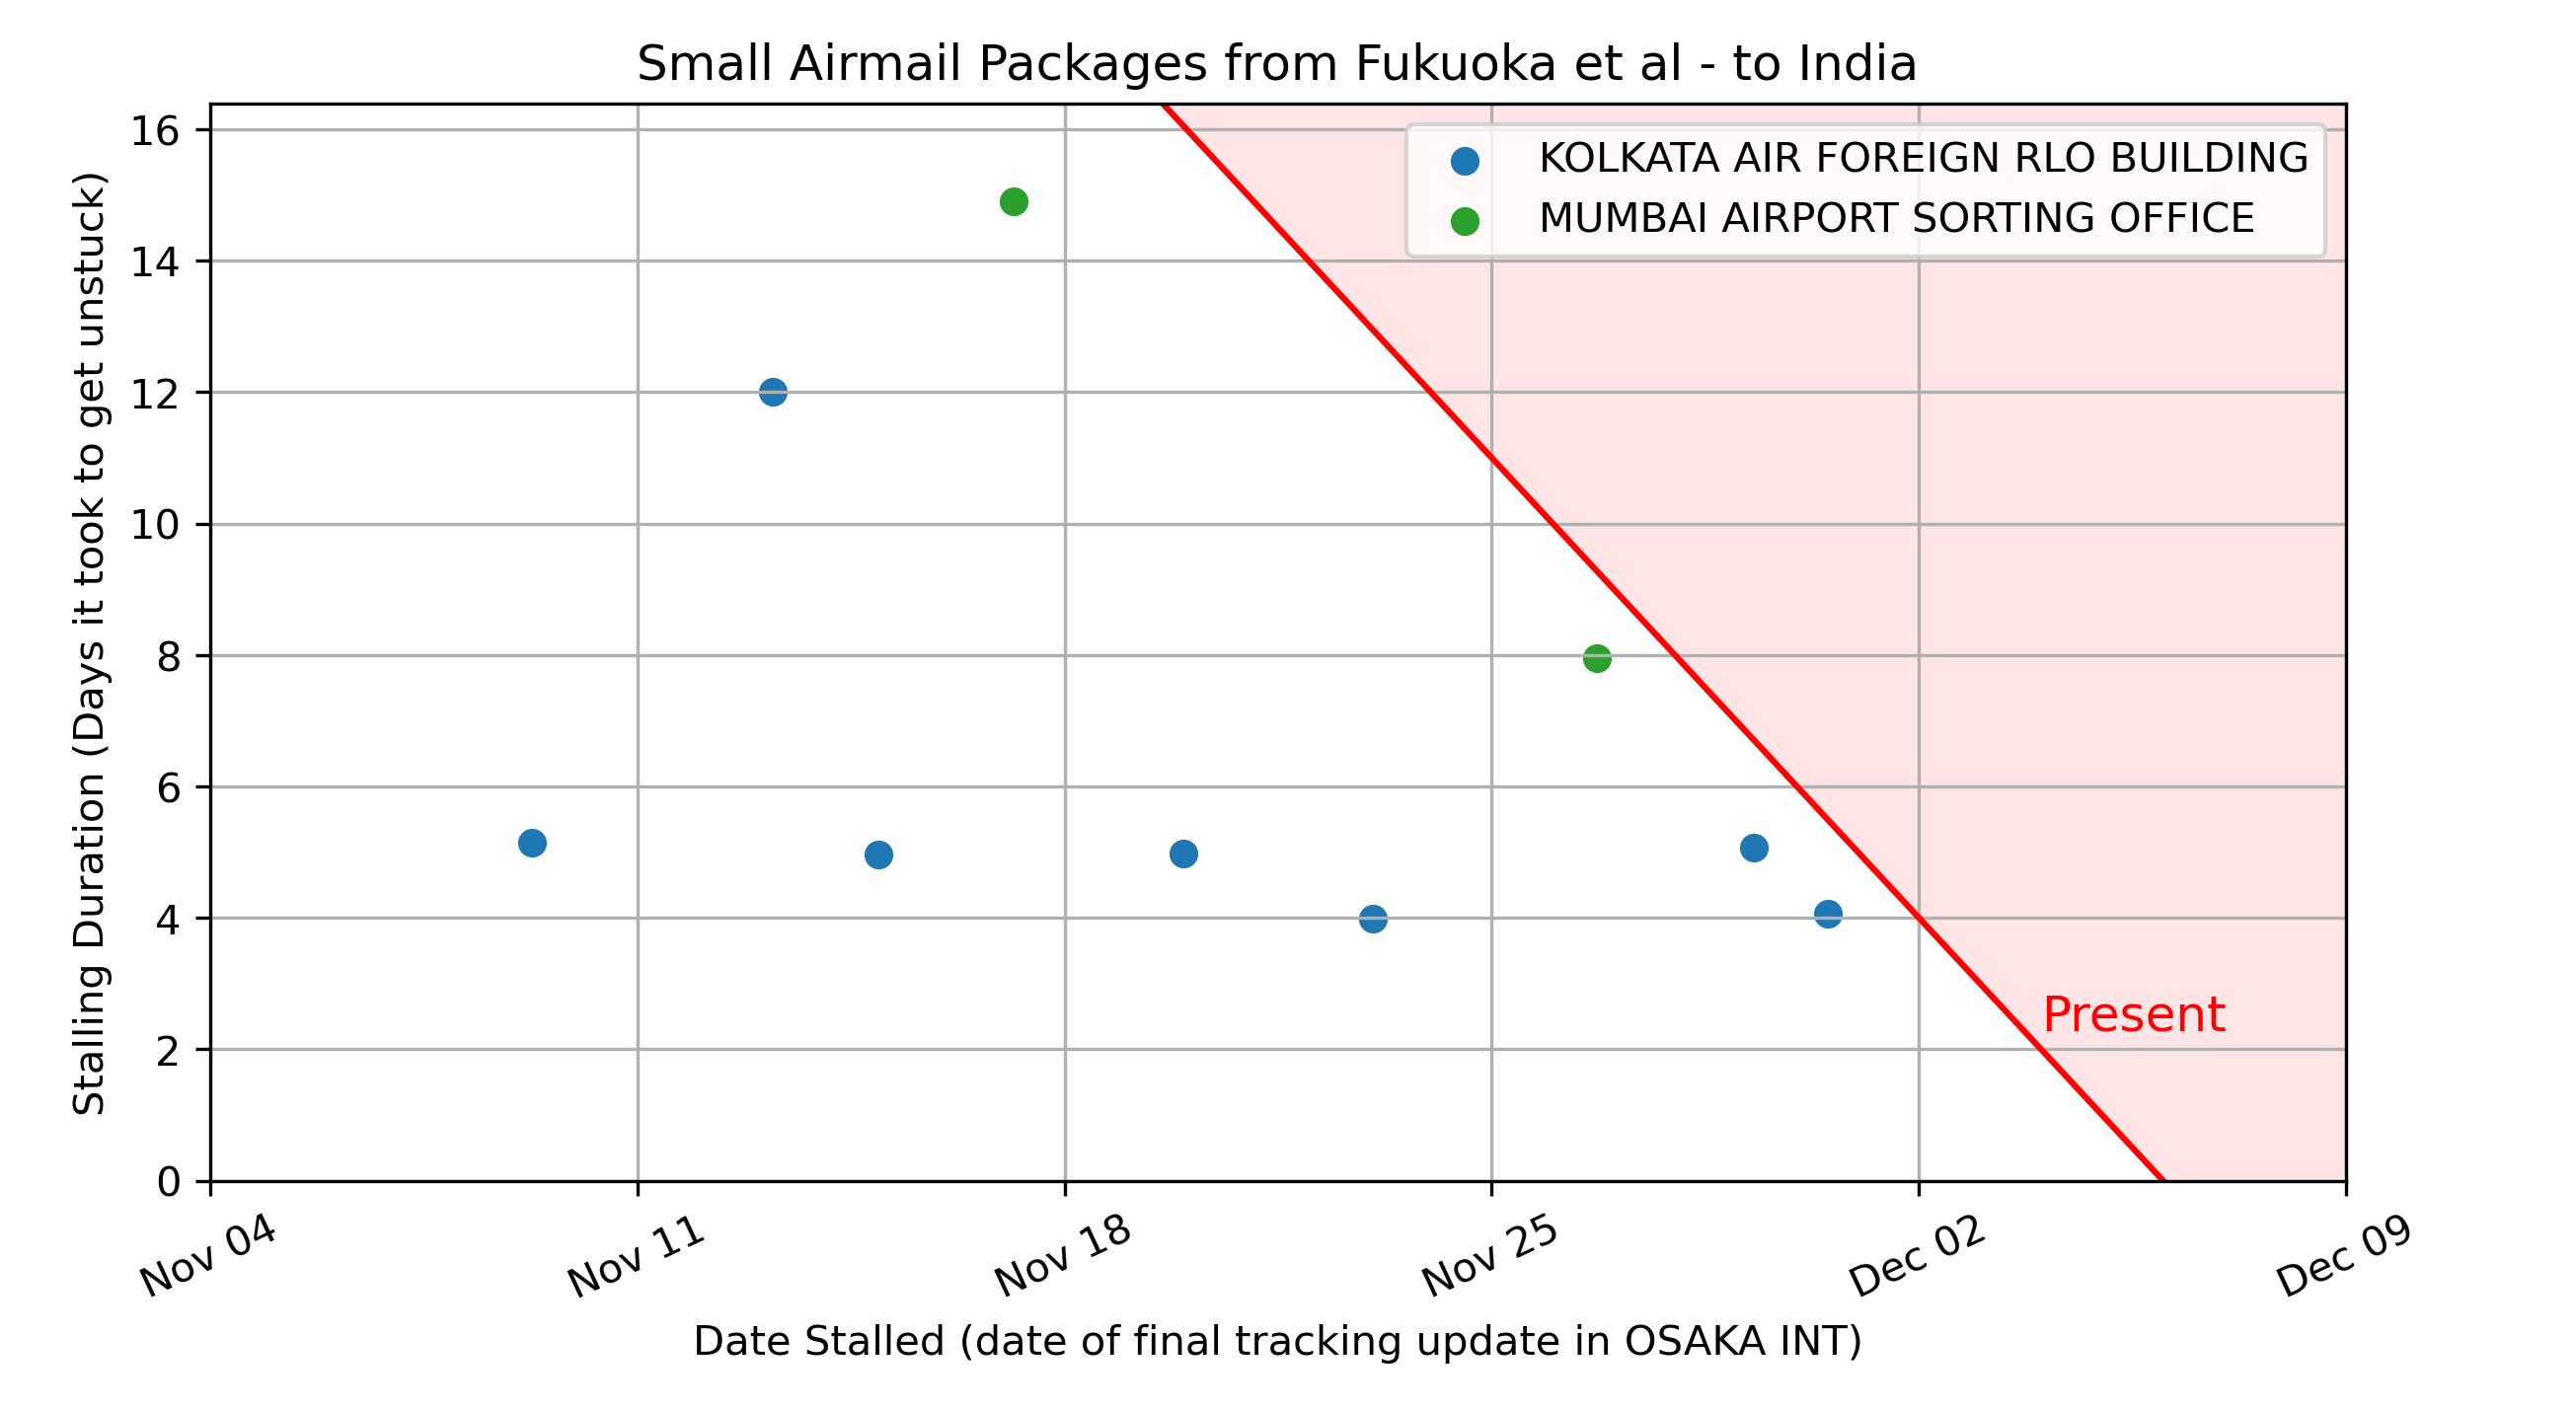 Small Airmail Packages from Fukuoka et al - to India
Stalling Duration (Days it took to get unstuck)
16
14
12
10
8
6
4
2
0
KOLKATA AIR FOREIGN RLO BUILDING
MUMBAI AIRPORT SORTING OFFICE
Present
Nov 04
Nov 11
Nov 18
Nov 25
Dec 02
Dec 09
Date Stalled (date of final tracking update in OSAKA INT)